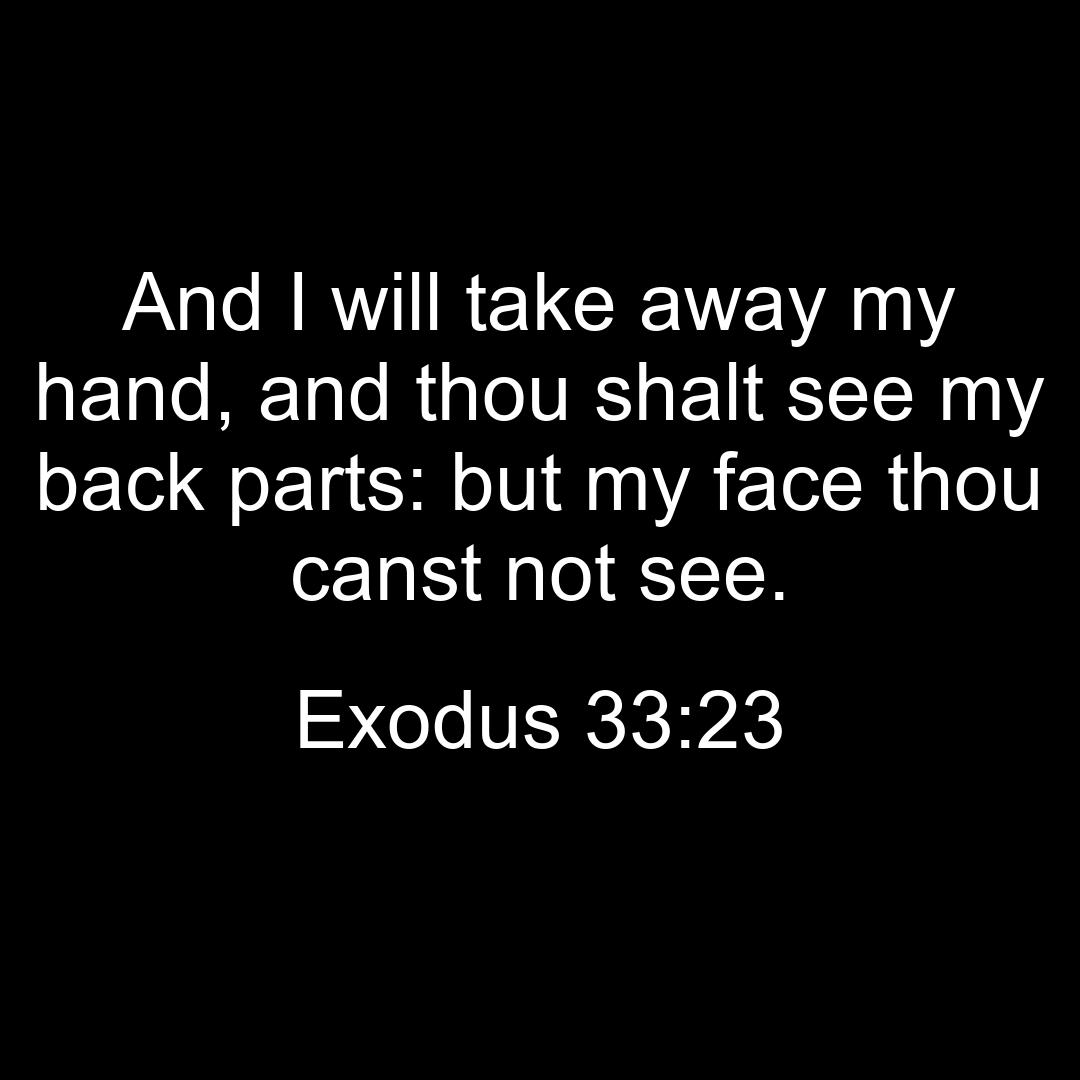 And I will take away my
hand, and thou shalt see my
back parts: but my face thou
canst not see.
Exodus 33:23